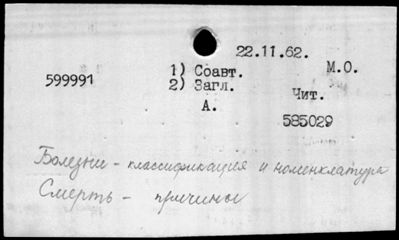 22.11.62.
599991 1) Соавт. М.О.
2) Загл. Чит.
А. 585029
Болезни - классификация и номенклатура
Смерть - причины